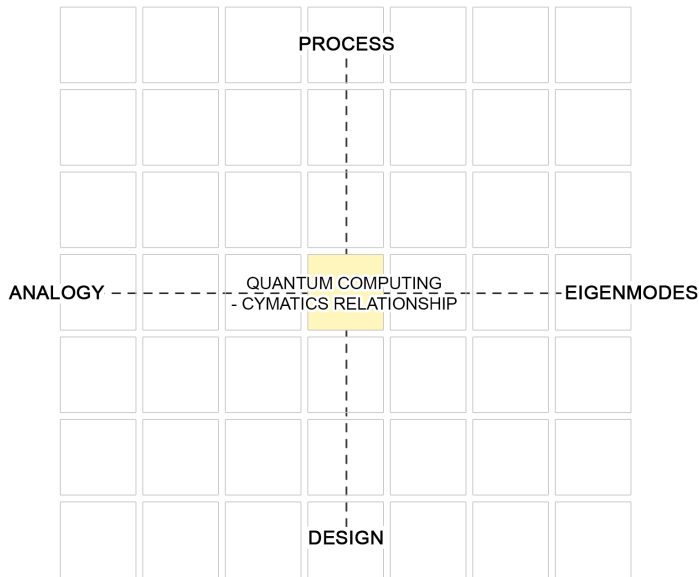 PROCESS
QUANTUM COMPUTING
ANALOGY
- CYMATICS RELATIONSHIP
EIGENMODES
DESIGN